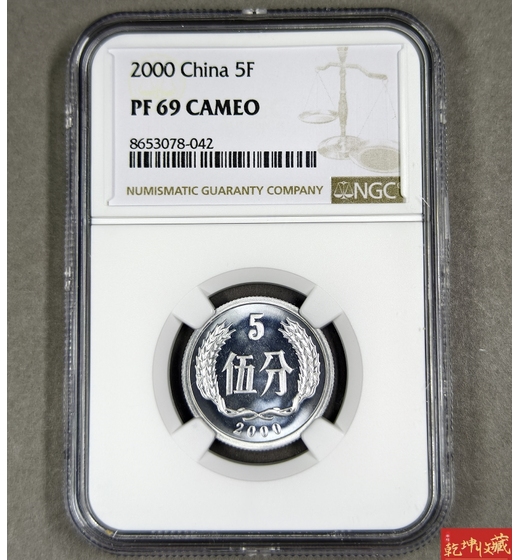 2000 China 5F
PF 69 CAMEO
8653078-042
NUMISMATIC GUARANTY COMPANY
NGC
5
伍分
2000
乾坤收藏